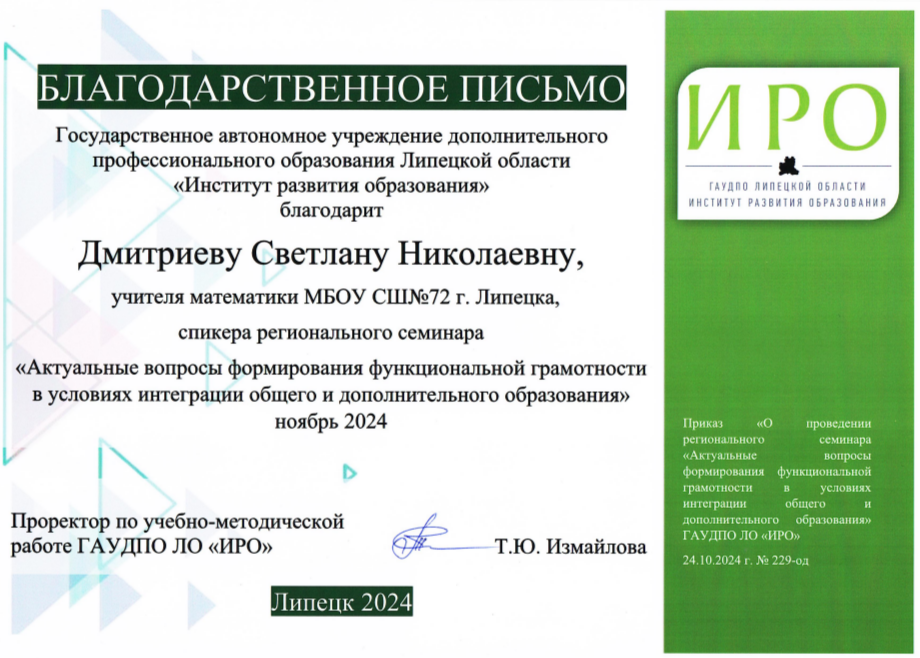 БЛАГОДАРСТВЕННОЕ ПИСЬМО
Государственное автономное учреждение дополнительного
профессионального образования Липецкой области
«Институт развития образования»
благодарит
Дмитриеву Светлану Николаевну,
учителя математики МБОУ СШ№72 г. Липецка,
спикера регионального семинара
«Актуальные вопросы формирования функциональной грамотности
в условиях интеграции общего и дополнительного образования»
ноябрь 2024
Проректор по учебно-методической
работе ГАУДПО ЛО «ИРО»
Т.Ю. Измайлова
Липецк 2024
ИРО
ГАУДПО ЛИПЕЦКОЙ ОБЛАСТИ
ИНСТИТУТ РАЗВИТИЯ ОБРАЗОВАНИЯ
Приказ «О проведении
регионального семинара
«Актуальные вопросы
формирования функциональной
грамотности в условиях
интеграции общего и
дополнительного образования»
ГАУДПО ЛО «ИРО»
24.10.2024 г. № 229-од